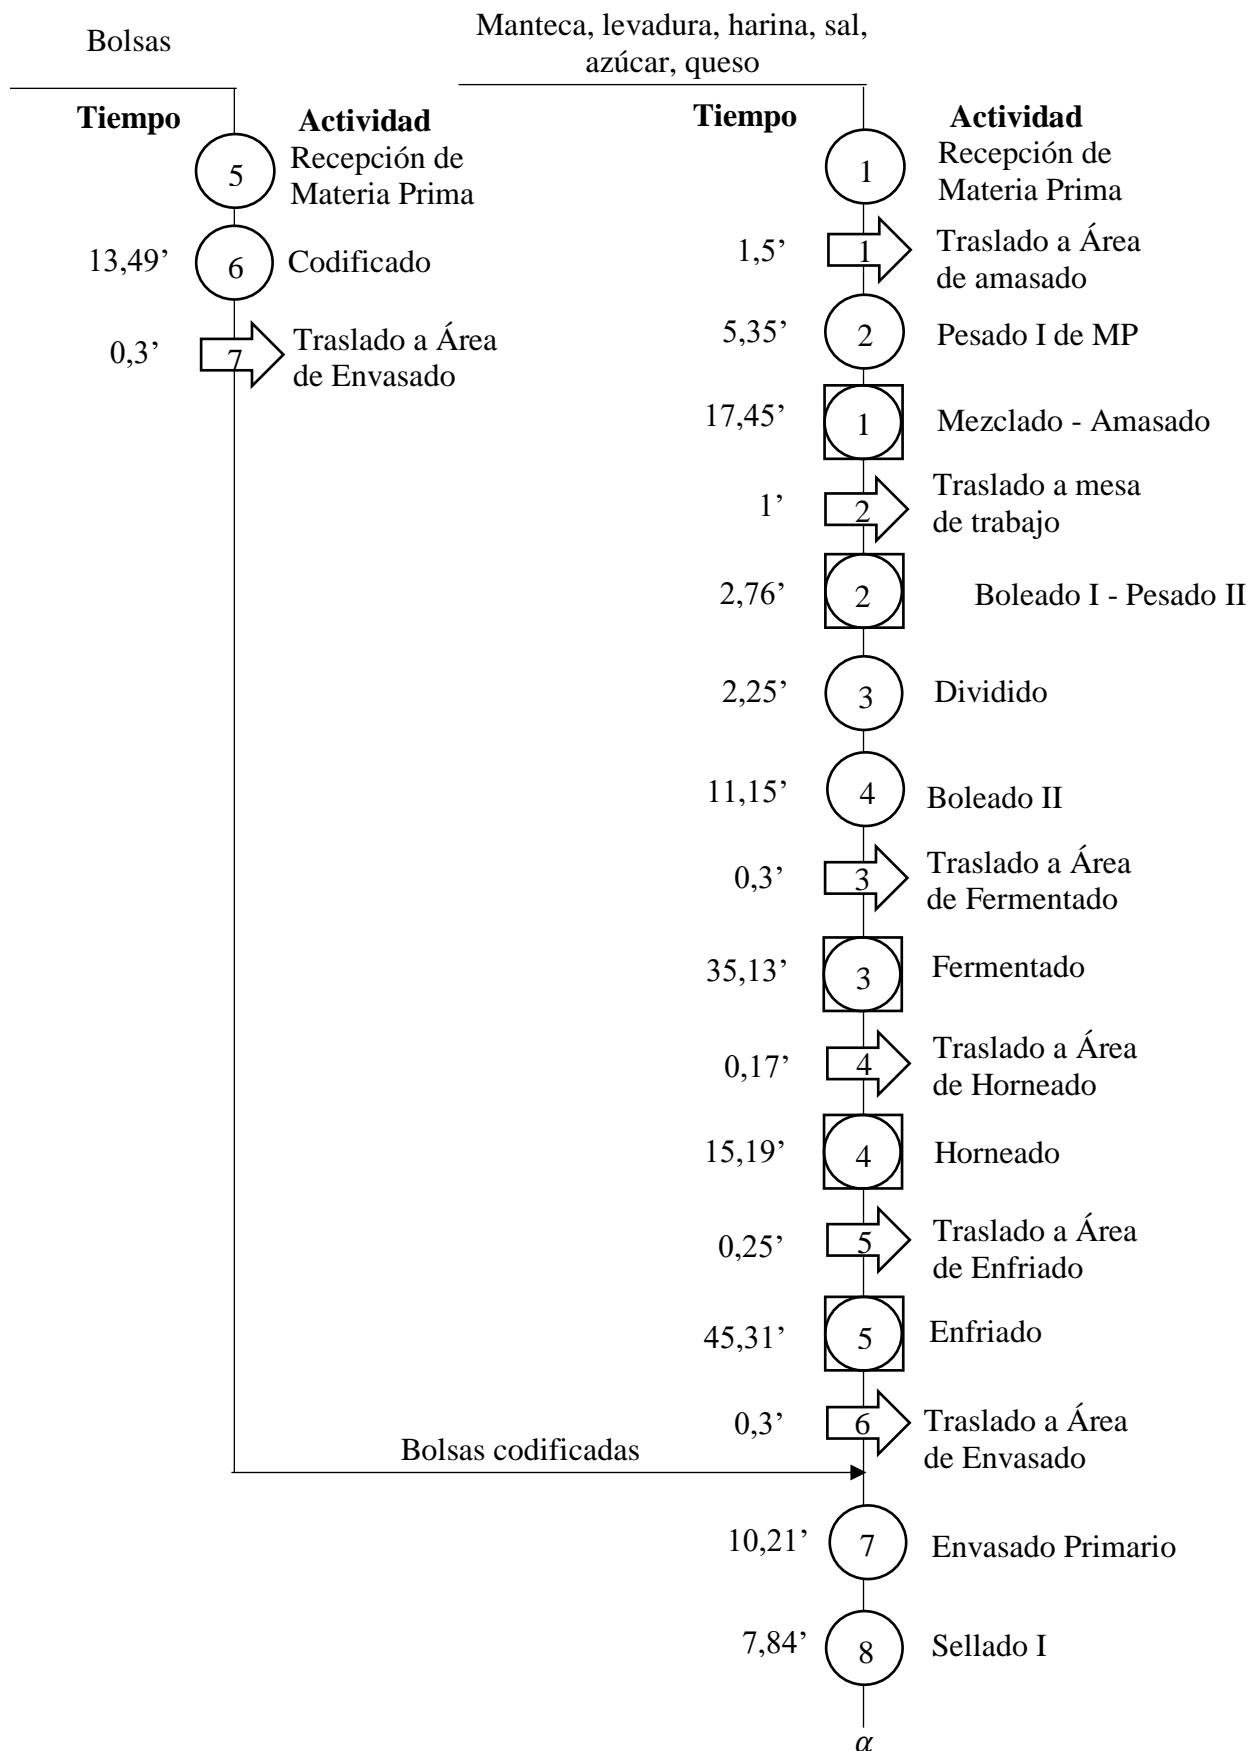 Bolsas
Tiempo
Actividad
5
Recepción de
Materia Prima
13,49’
6
Codificado
0,3’
7
Traslado a Área
de Envasado
Manteca, levadura, harina, sal,
azúcar, queso
Tiempo
Actividad
1
Recepción de
Materia Prima
1,5’
1
Traslado a Área
de amasado
5,35’
2
Pesado I de MP
17,45’
1
Mezclado - Amasado
1’
2
Traslado a mesa
de trabajo
2,76’
2
Boleado I - Pesado II
2,25’
3
Dividido
11,15’
4
Boleado II
0,3’
3
Traslado a Área
de Fermentado
35,13’
3
Fermentado
0,17’
4
Traslado a Área
de Horneado
15,19’
4
Horneado
0,25’
5
Traslado a Área
de Enfriado
45,31’
5
Enfriado
0,3’
6
Traslado a Área
de Envasado
Bolsas codificadas
10,21’
7
Envasado Primario
7,84’
8
Sellado I
α